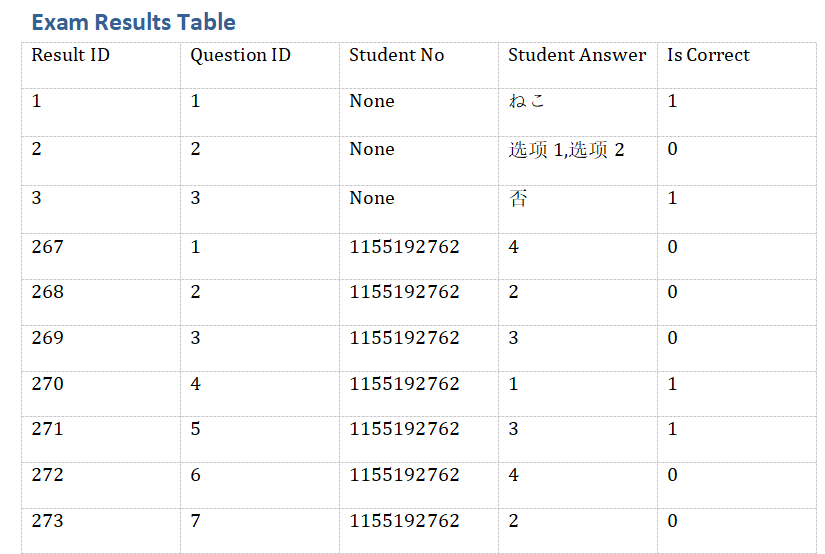 Exam Results Table
Result ID Question ID Student No Student Answer Is Correct
1 1 None ねこ 1
2 2 None 选项 1,选项 2 0
3 3 None 否 1
267 1 1155192762 4 0
268 2 1155192762 2 0
269 3 1155192762 3 0
270 4 1155192762 1 1
271 5 1155192762 3 1
272 6 1155192762 4 0
273 7 1155192762 2 0